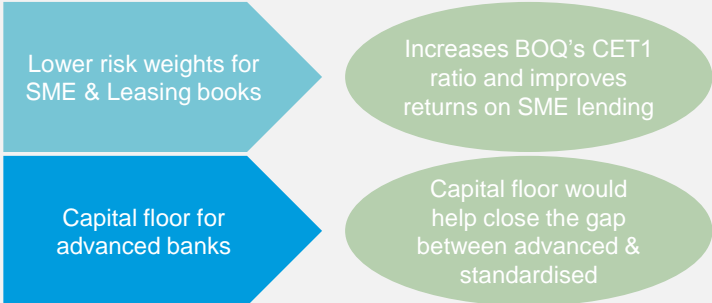 Lower risk weights for
SME & Leasing books
Increases BOQ's CET1
ratio and improves
returns on SME lending
Capital floor for
advanced banks
Capital floor would
help close the gap
between advanced &
standardised